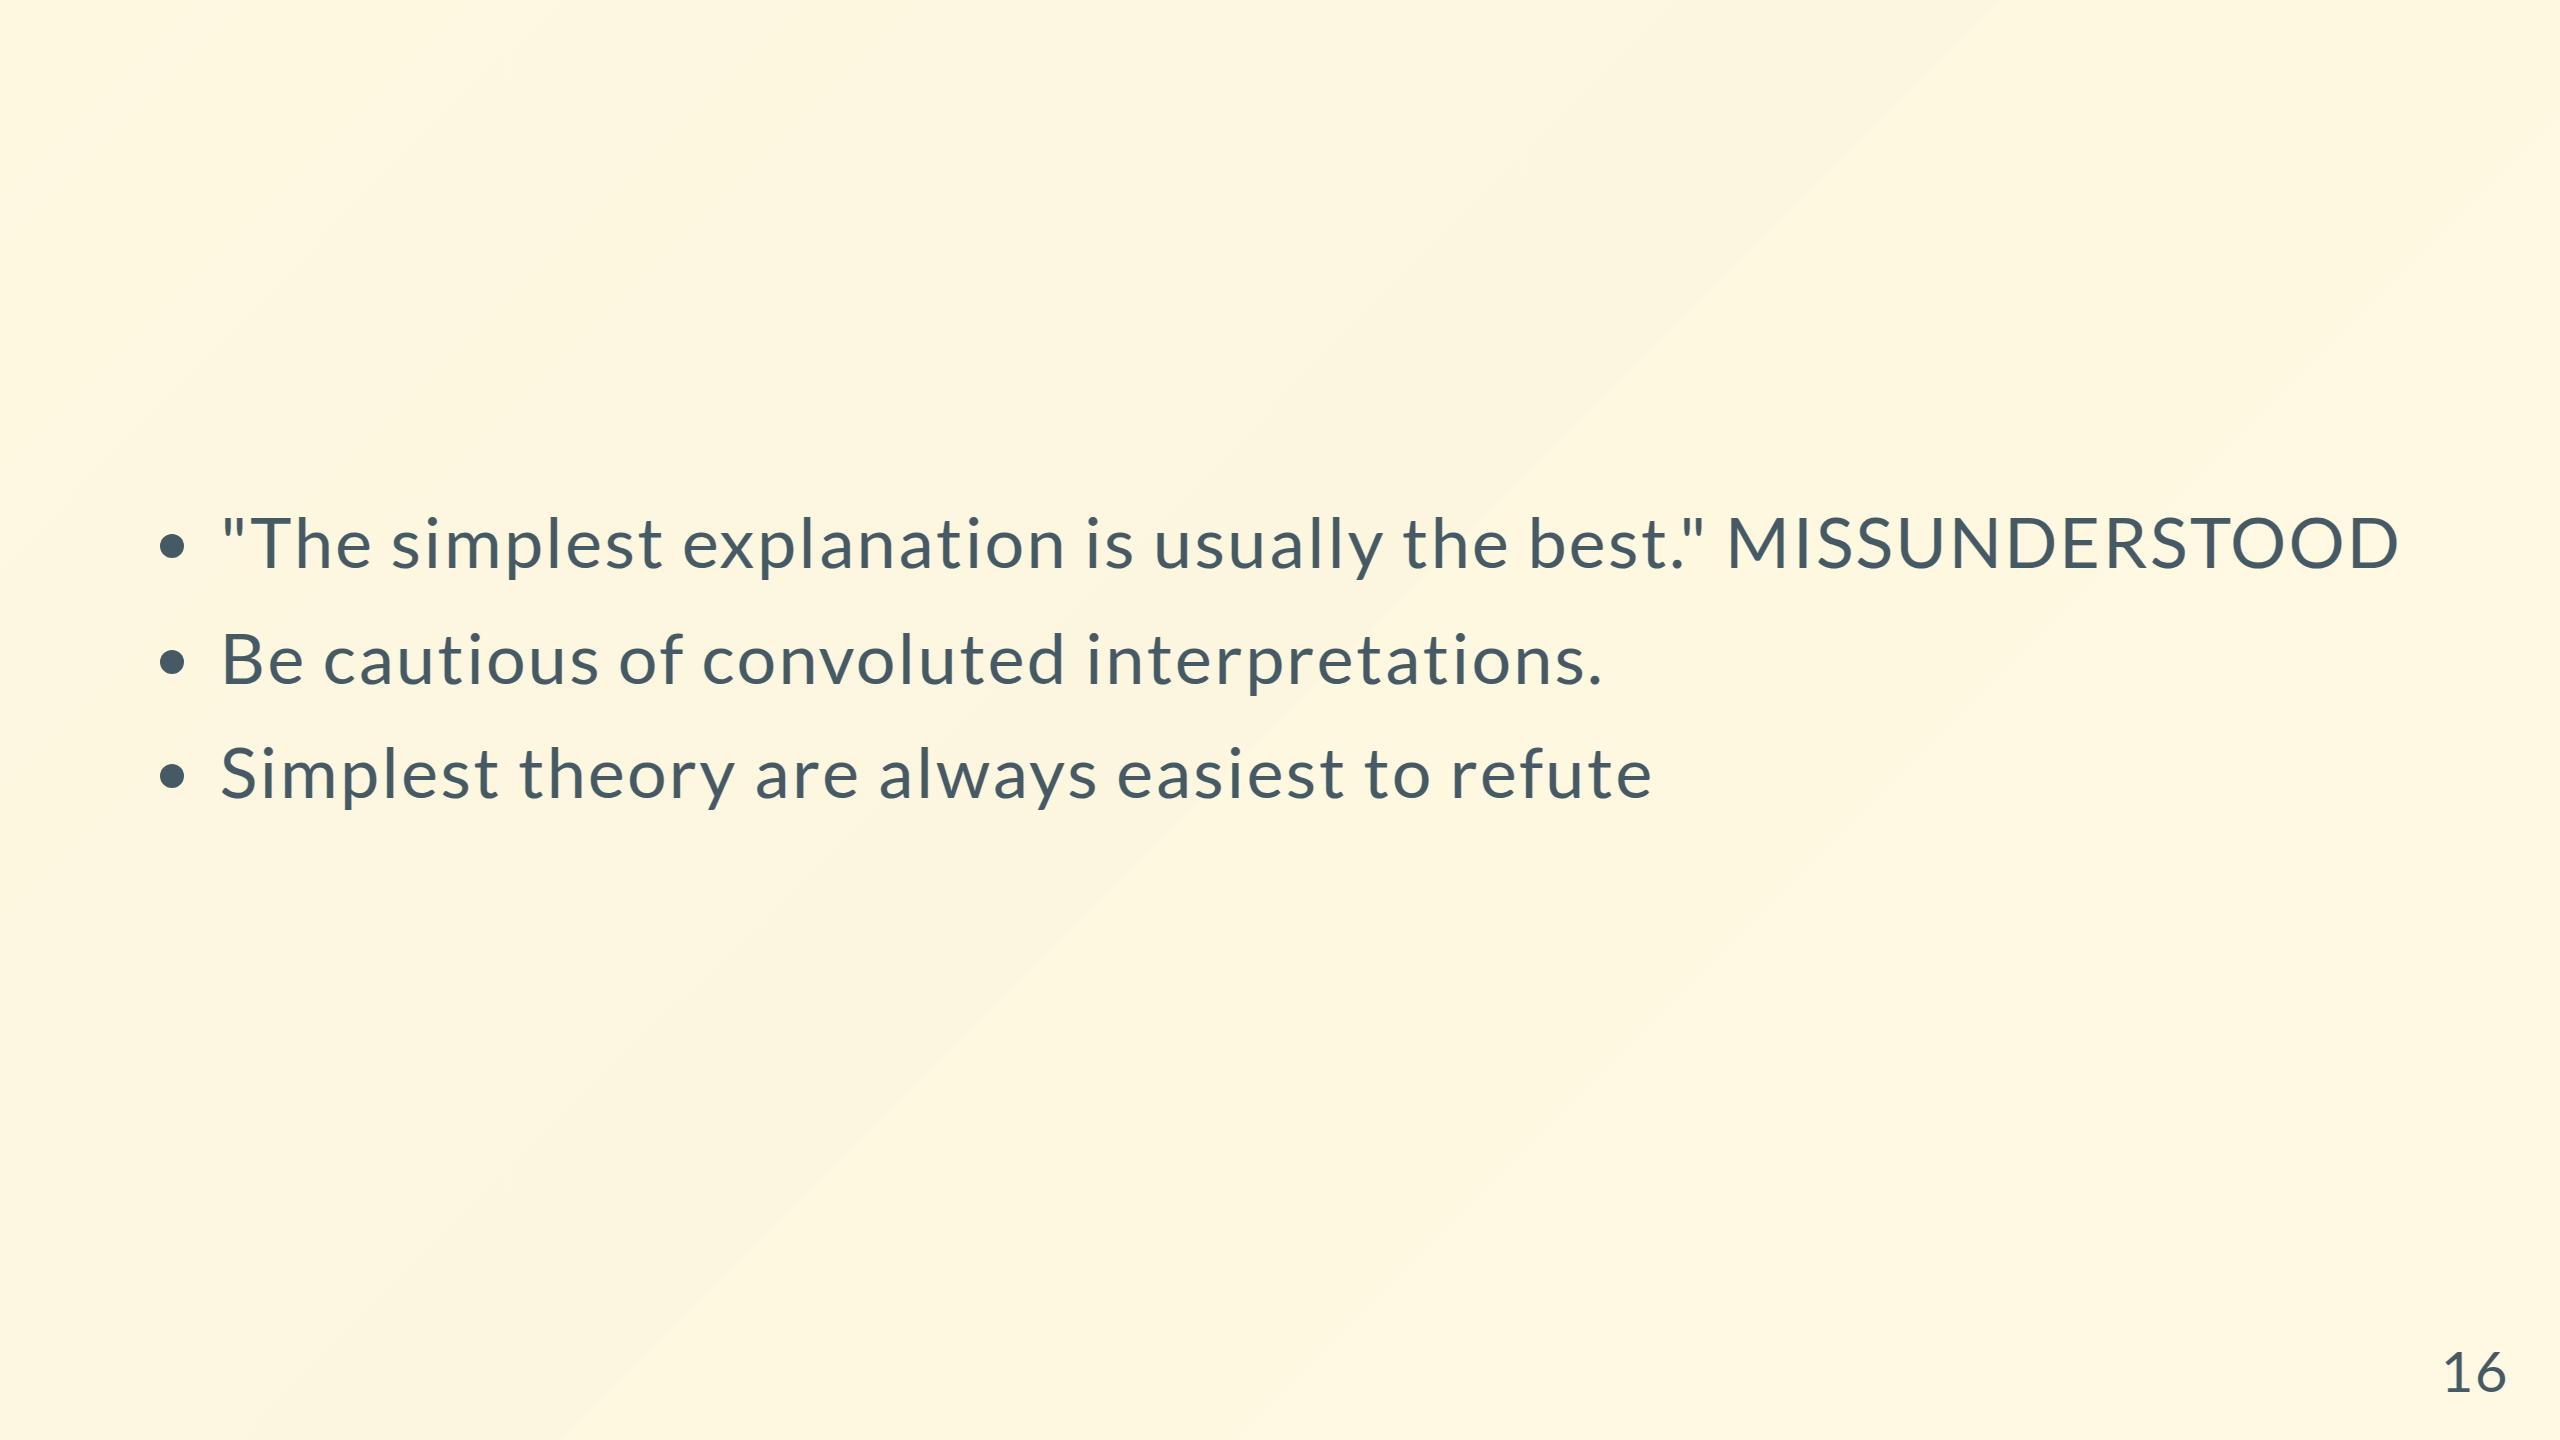 • "The simplest explanation is usually the best." MISSUNDERSTOOD
• Be cautious of convoluted interpretations.
• Simplest theory are always easiest to refute
16